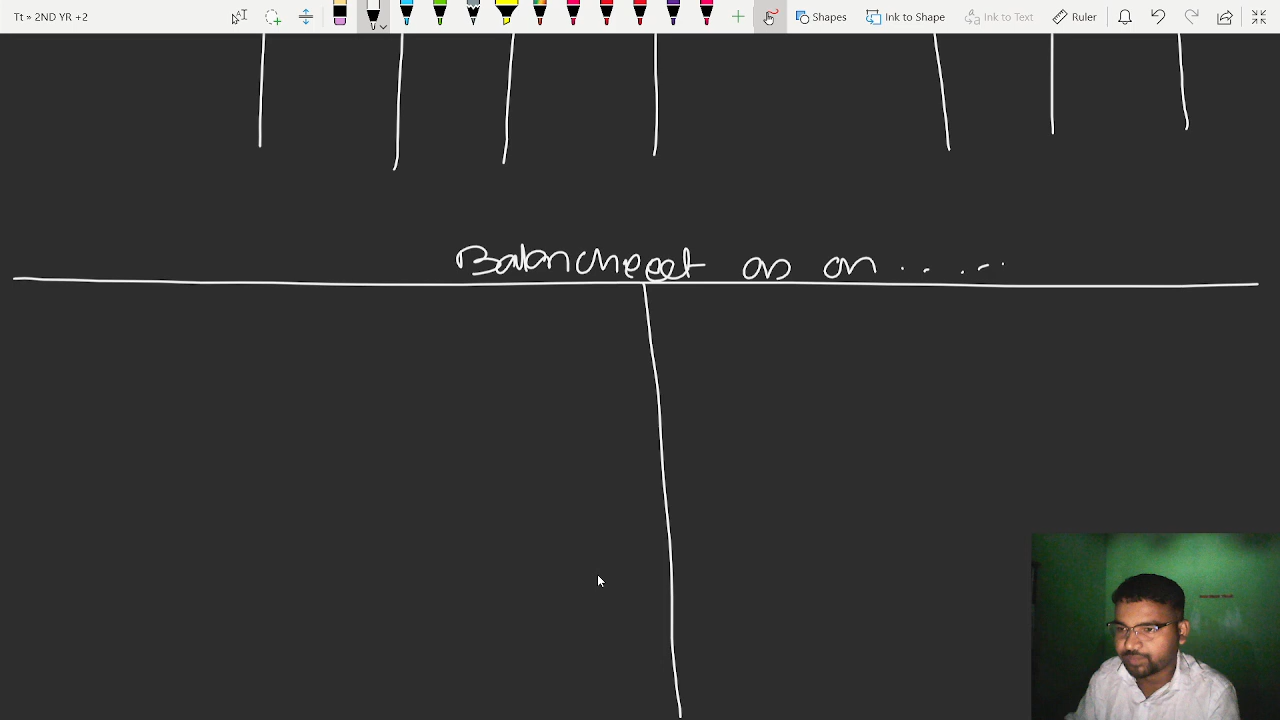 Tt » 2ND YR +2
Shapes Ink to Shape Ink to Text Ruler
Balancheeet as on . . . . . .